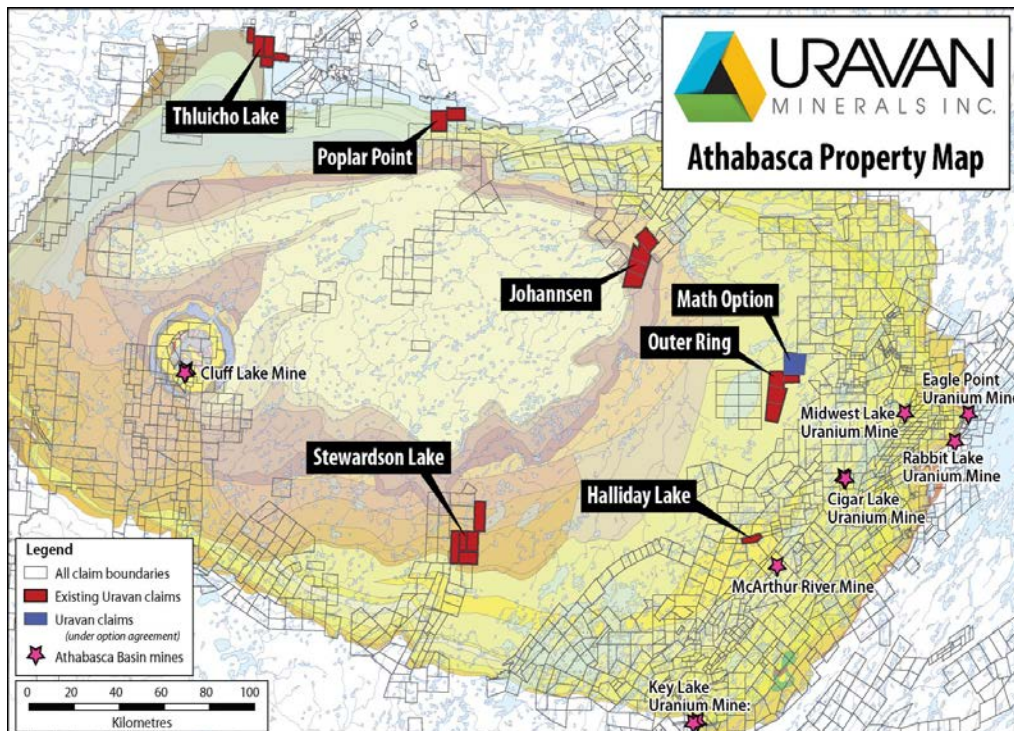 URAVAN
MINERALS INC.
Athabasca Property Map
Thluicho Lake
Poplar Point
Johannsen
Math Option
Outer Ring
Cluff Lake Mine
Eagle Point
Uranium Mine
Midwest Lake
Uranium Mine
Rabbit Lake
Uranium Mine
Stewardson Lake
Cigar Lake
Uranium Mine
Halliday Lake
McArthur River Mine
Key Lake
Uranium Mine:
Legend
All claim boundaries
Existing Uravan claims
Uravan claims
(under option agreement)
Athabasca Basin mines
0 20 40 60 80 100
Kilometres